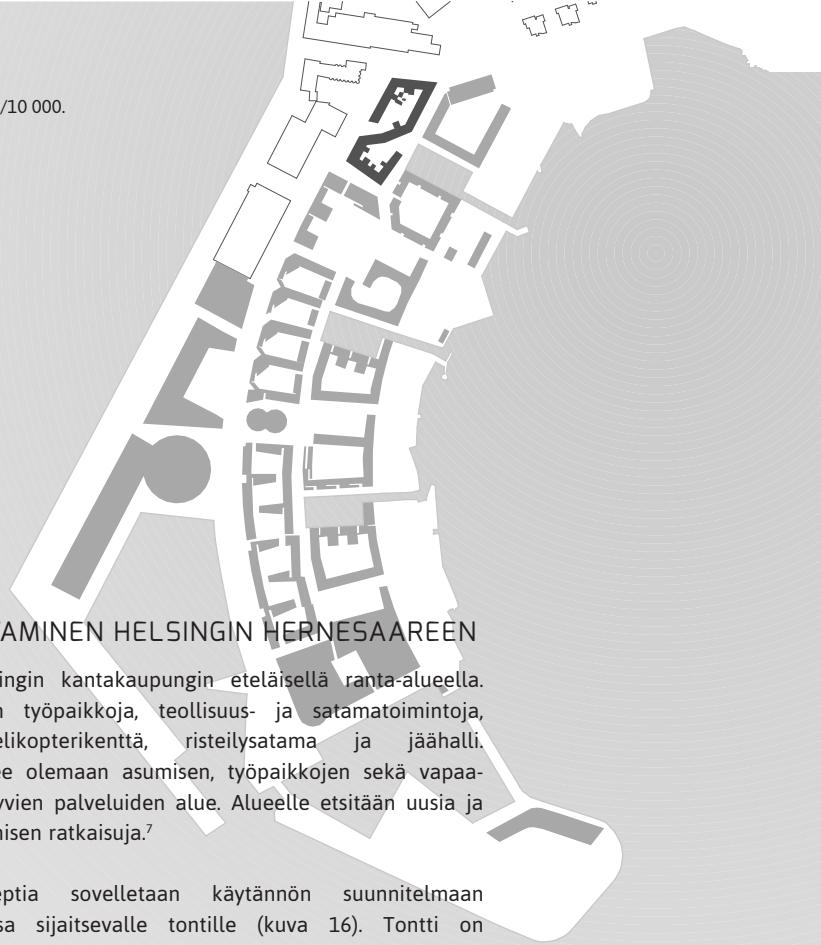 /10 000.
TAMINEN HELSINGIN HERNESAAREEN
ingin kantakaupungin eteläisellä ranta-alueella.
n työpaikkoja, teollisuus- ja satamatoimintoja,
elikopterikenttä, risteilysatama ja jäähalli.
ee olemaan asumisen, työpaikkojen sekä vapaa-
yvien palveluiden alue. Alueelle etsitään uusia ja
misen ratkaisuja.⁷
eptia sovelletaan käytännön suunnitelmaan
sa sijaitsevalle tontille (kuva 16). Tontti on